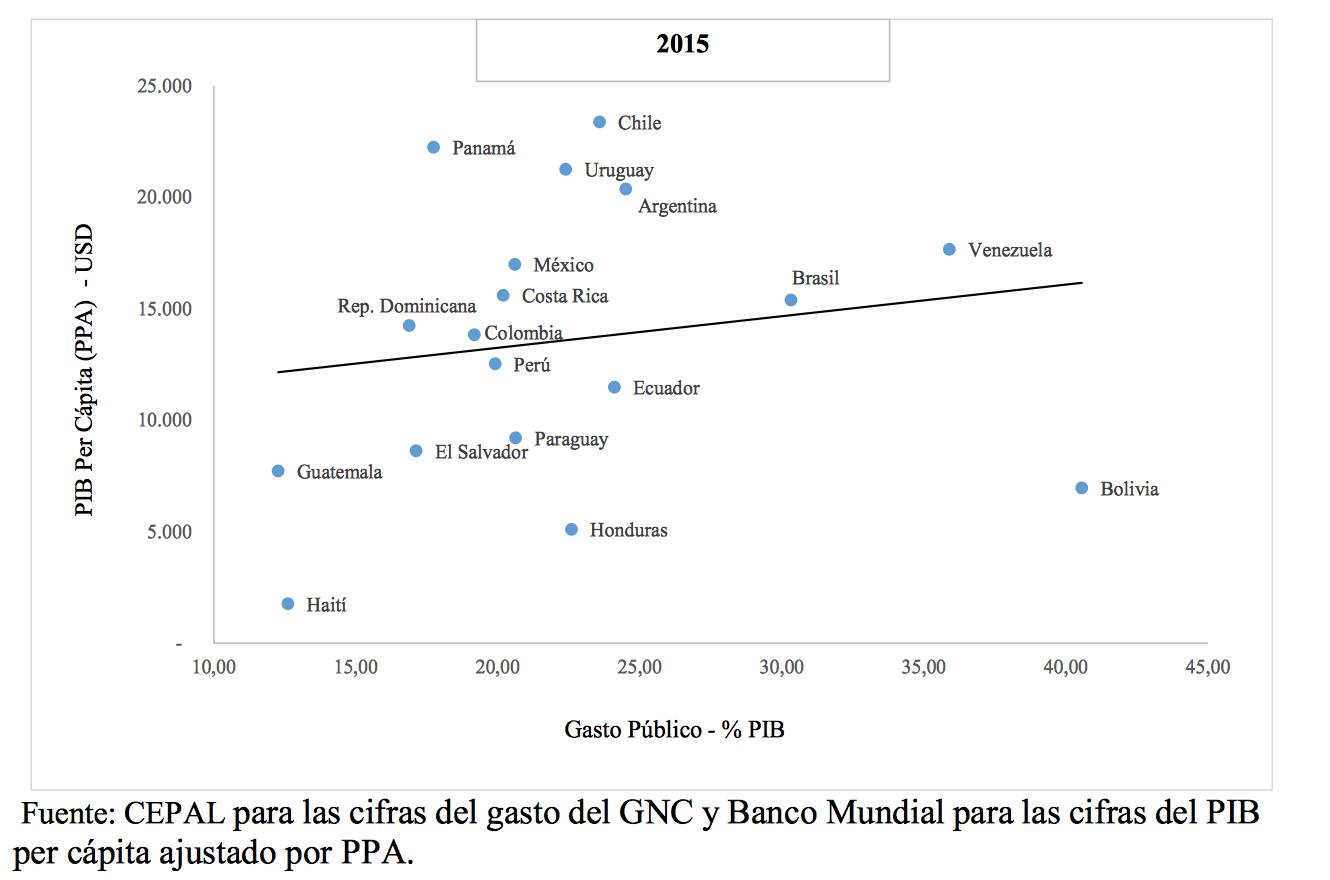 2015
25.000
20.000
15.000
10.000
5.000
-
PIB Per Cápita (PPA) - USD
Chile
Panamá
Uruguay
Argentina
Venezuela
México
Brasil
Costa Rica
Rep. Dominicana
Colombia
Perú
Ecuador
Paraguay
El Salvador
Guatemala
Bolivia
Honduras
Haití
10,00 15,00 20,00 25,00 30,00 35,00 40,00 45,00
Gasto Público - % PIB
Fuente: CEPAL para las cifras del gasto del GNC y Banco Mundial para las cifras del PIB
per cápita ajustado por PPA.